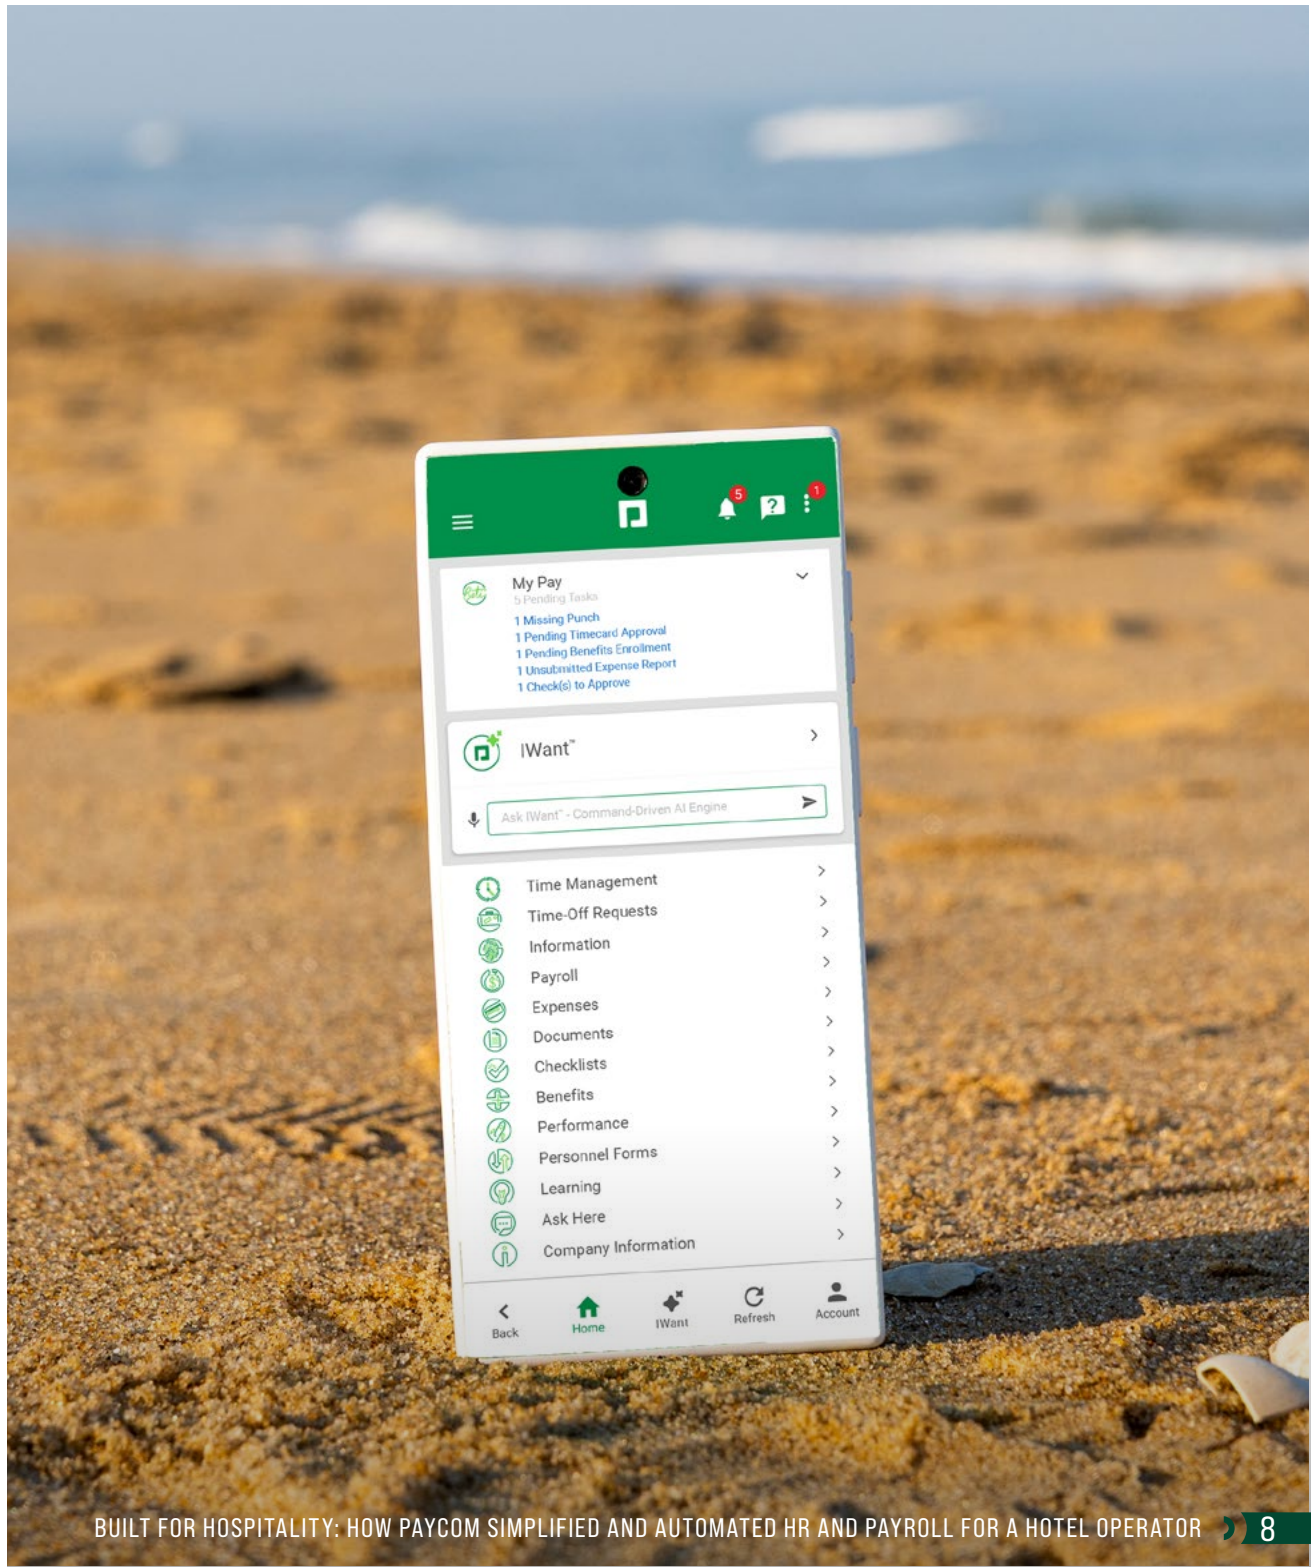 5
?
1
My Pay
5 Pending Tasks
1 Missing Punch
1 Pending Timecard Approval
1 Pending Benefits Enrollment
1 Unsubmitted Expense Report
1 Check(s) to Approve
IWant™
Ask IWant™ - Command-Driven AI Engine
Time Management
Time-Off Requests
Information
Payroll
Expenses
Documents
Checklists
Benefits
Performance
Personnel Forms
Learning
Ask Here
Company Information
Back Home IWant Refresh Account
BUILT FOR HOSPITALITY: HOW PAYCOM SIMPLIFIED AND AUTOMATED HR AND PAYROLL FOR A HOTEL OPERATOR 8